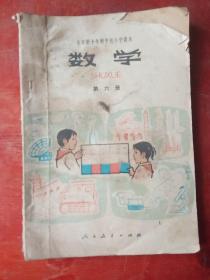 全日制十年制学校小学课本
数学
第六册
人民教育出版社